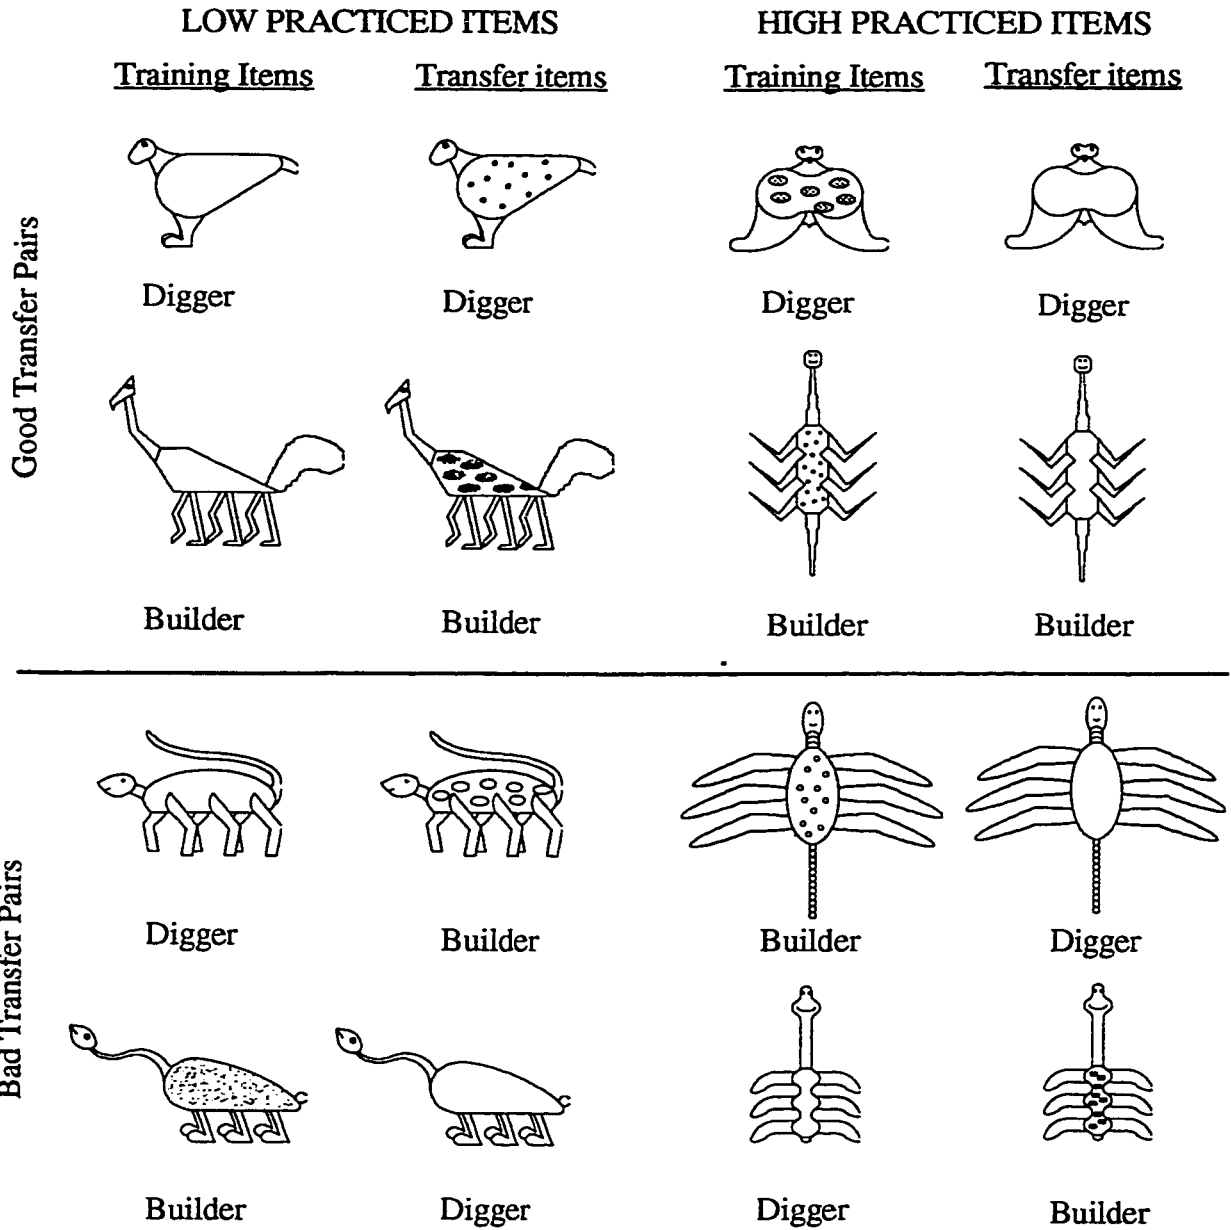 LOW PRACTICED ITEMS HIGH PRACTICED ITEMS
Training Items Transfer items Training Items Transfer items
Good Transfer Pairs
Digger Digger Digger Digger
Builder Builder Builder Builder
Bad Transfer Pairs
Digger Builder Builder Digger
Builder Digger Digger Builder